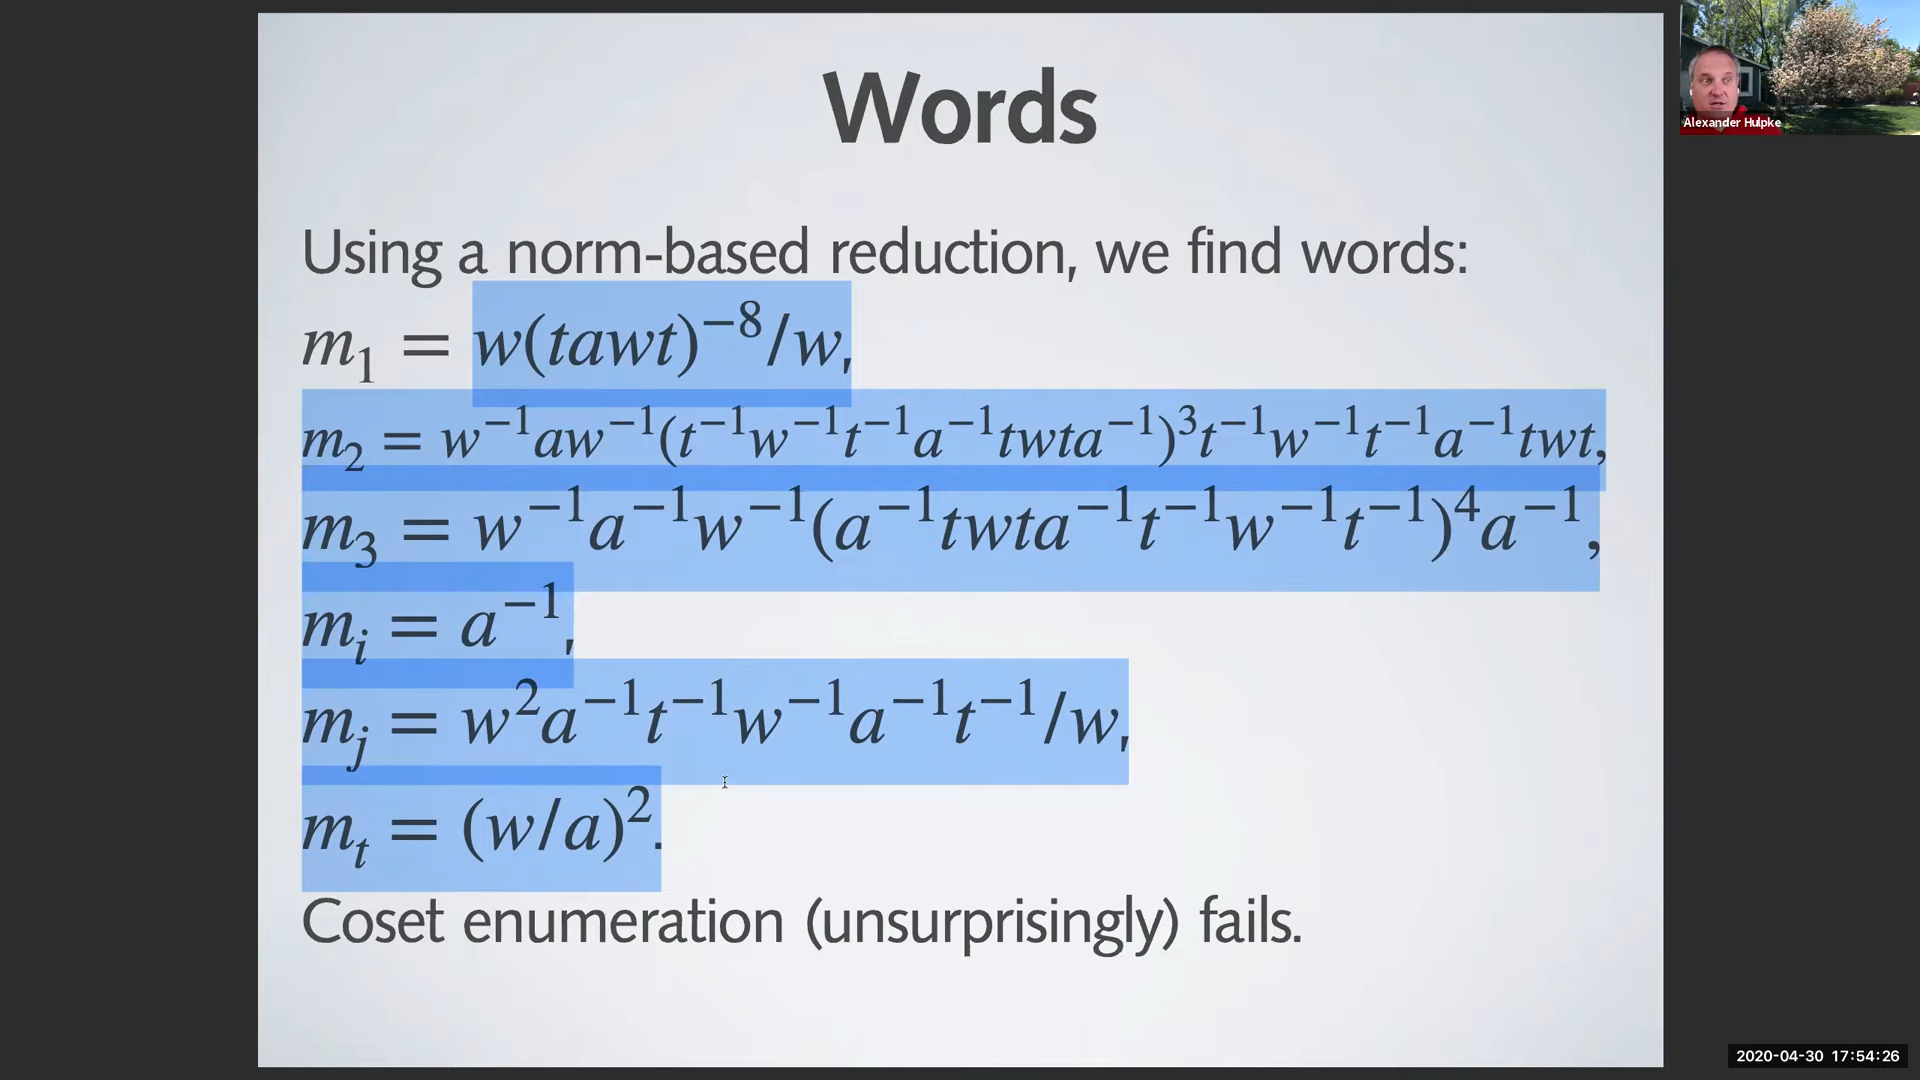 Words
Using a norm-based reduction, we find words:
m₁ = w(tawt)⁻⁸/w,
m₂ = w⁻¹aw⁻¹(t⁻¹w⁻¹t⁻¹a⁻¹twta⁻¹)³t⁻¹w⁻¹t⁻¹a⁻¹twt,
m₃ = w⁻¹a⁻¹w⁻¹(a⁻¹twta⁻¹t⁻¹w⁻¹t⁻¹)⁴a⁻¹,
mᵢ = a⁻¹,
mⱼ = w²a⁻¹t⁻¹w⁻¹a⁻¹t⁻¹/w,
mₜ = (w/a)².
Coset enumeration (unsurprisingly) fails.
Alexander Hulpke
2020-04-30 17:54:26